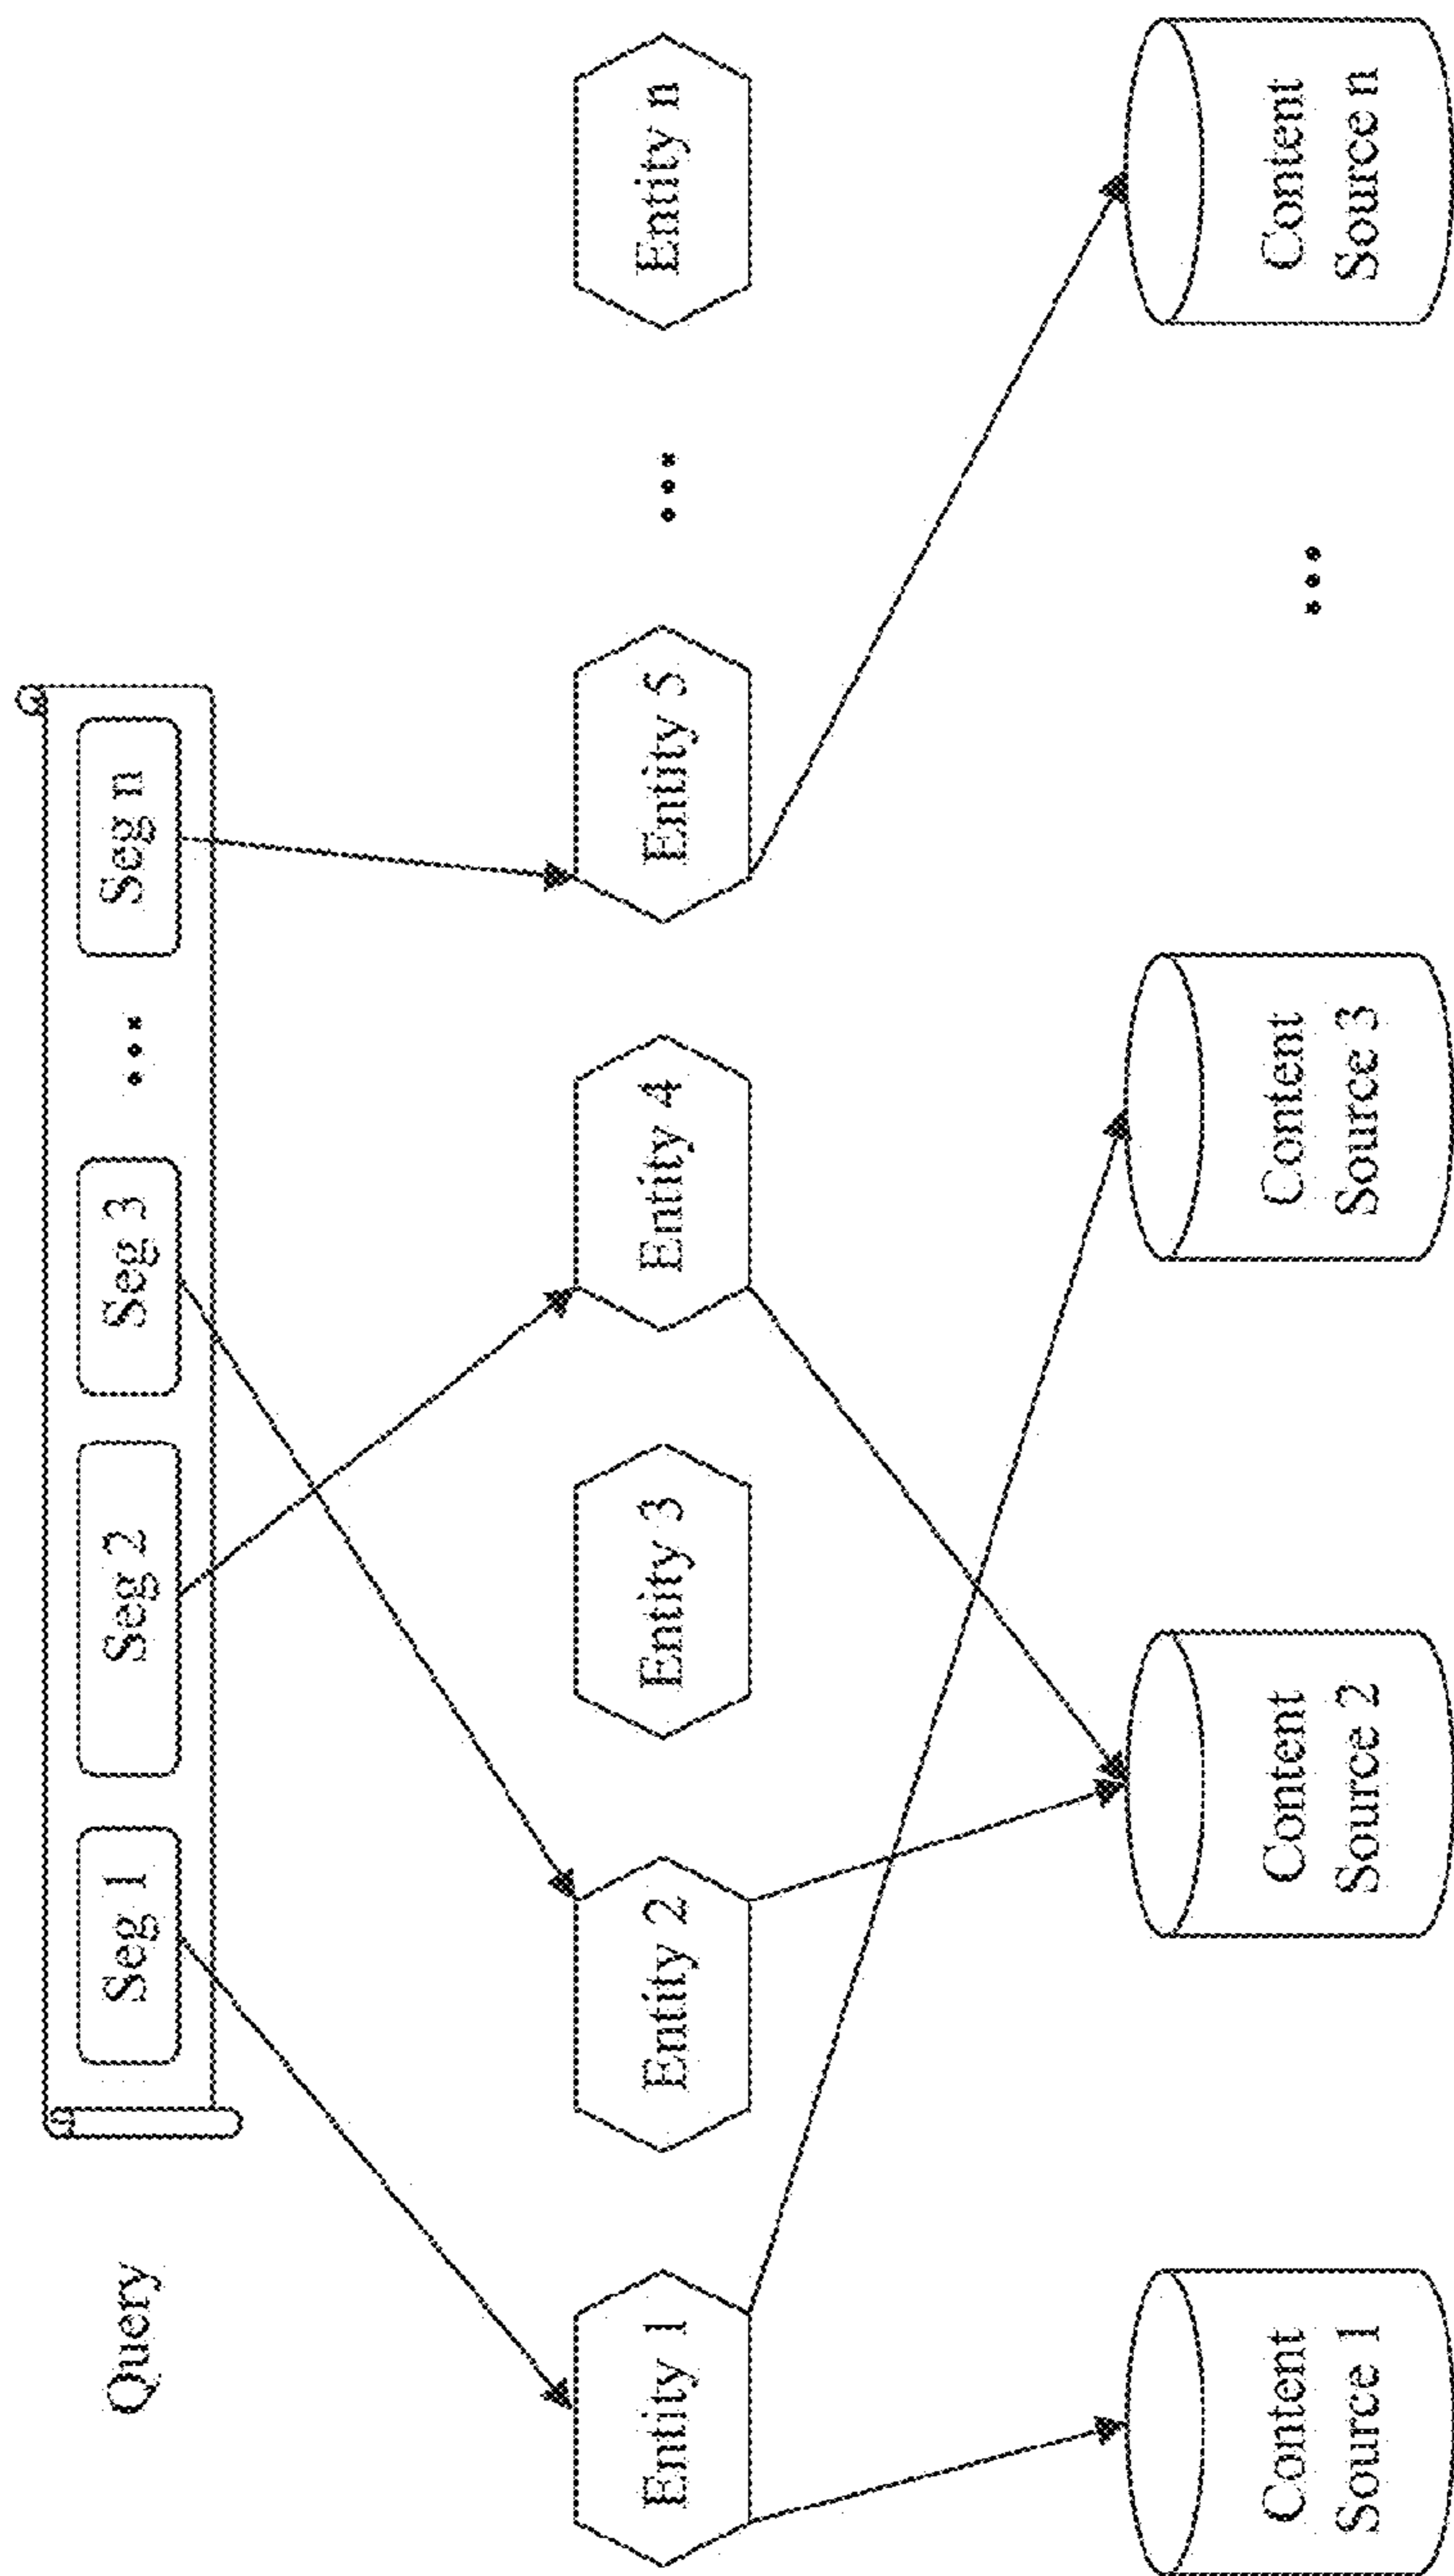 Query
Seg 1
Seg 2
Seg 3
...
Seg n
Entity 1
Entity 2
Entity 3
Entity 4
Entity 5
...
Entity n
Content
Source 1
Content
Source 2
Content
Source 3
...
Content
Source n